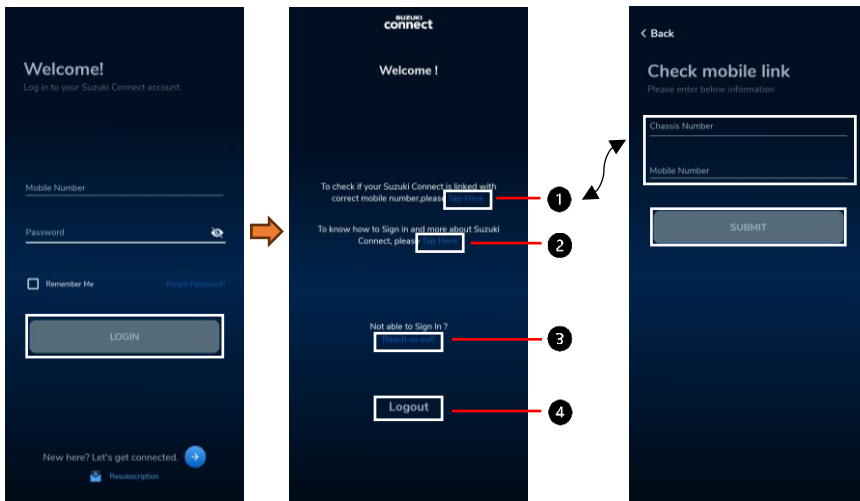 Welcome!
Log in to your Suzuki Connect account.
Mobile Number
Password
Remember Me
Forgot Password?
LOGIN
New here? Let's get connected.
Resubscription
SUZUKI
connect
Welcome !
To check if your Suzuki Connect is linked with
correct mobile number,please Tap Here.
To know how to Sign in and more about Suzuki
Connect, please Tap Here.
Not able to Sign In ?
Reach us out!
Logout
1
2
3
4
< Back
Check mobile link
Please enter below information
Chassis Number
Mobile Number
SUBMIT